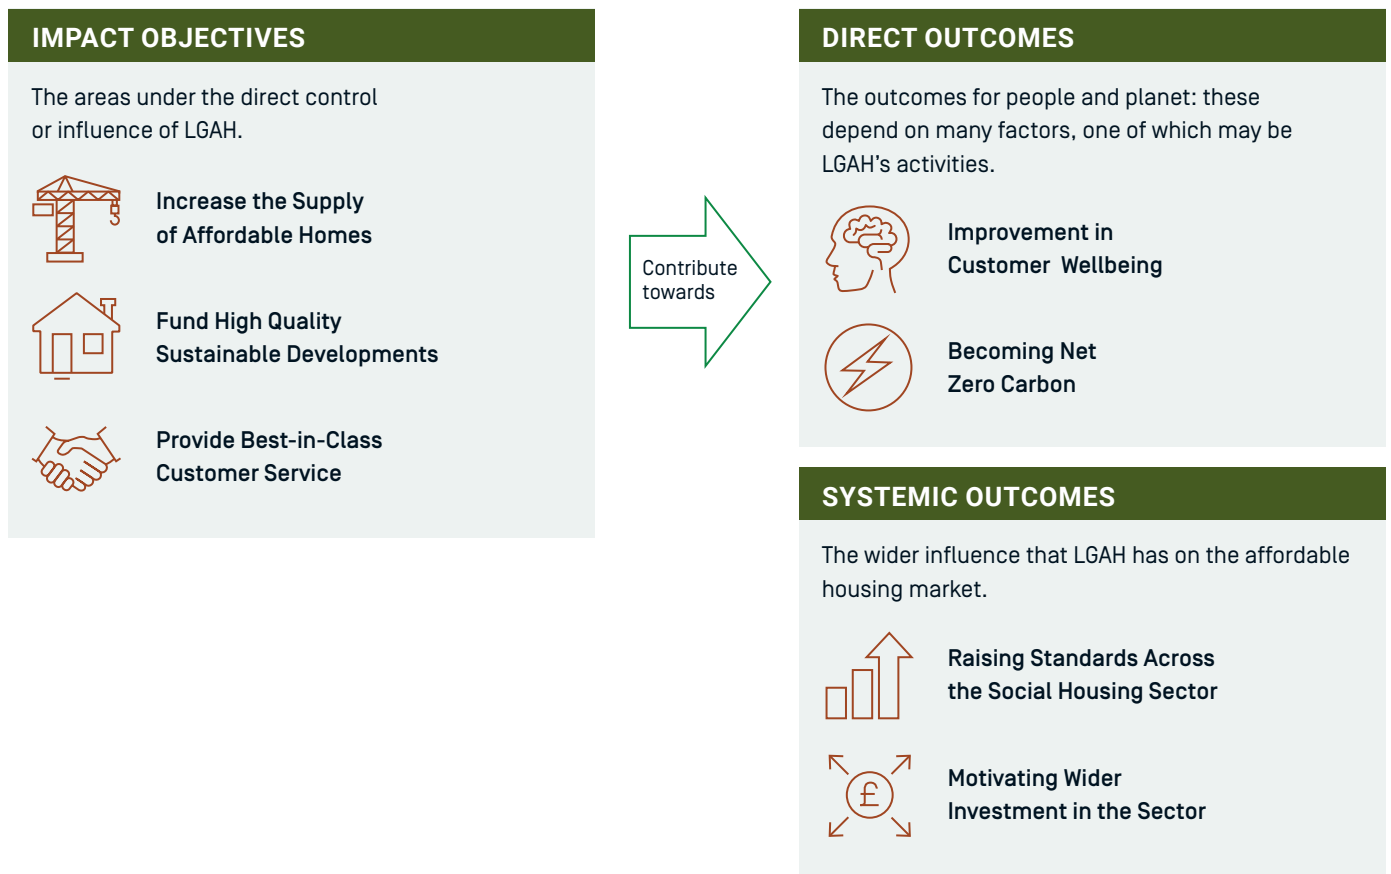 IMPACT OBJECTIVES
The areas under the direct control
or influence of LGAH.
Increase the Supply
of Affordable Homes
Fund High Quality
Sustainable Developments
Provide Best-in-Class
Customer Service
Contribute
towards
DIRECT OUTCOMES
The outcomes for people and planet: these
depend on many factors, one of which may be
LGAH’s activities.
Improvement in
Customer Wellbeing
Becoming Net
Zero Carbon
SYSTEMIC OUTCOMES
The wider influence that LGAH has on the affordable
housing market.
Raising Standards Across
the Social Housing Sector
£
Motivating Wider
Investment in the Sector